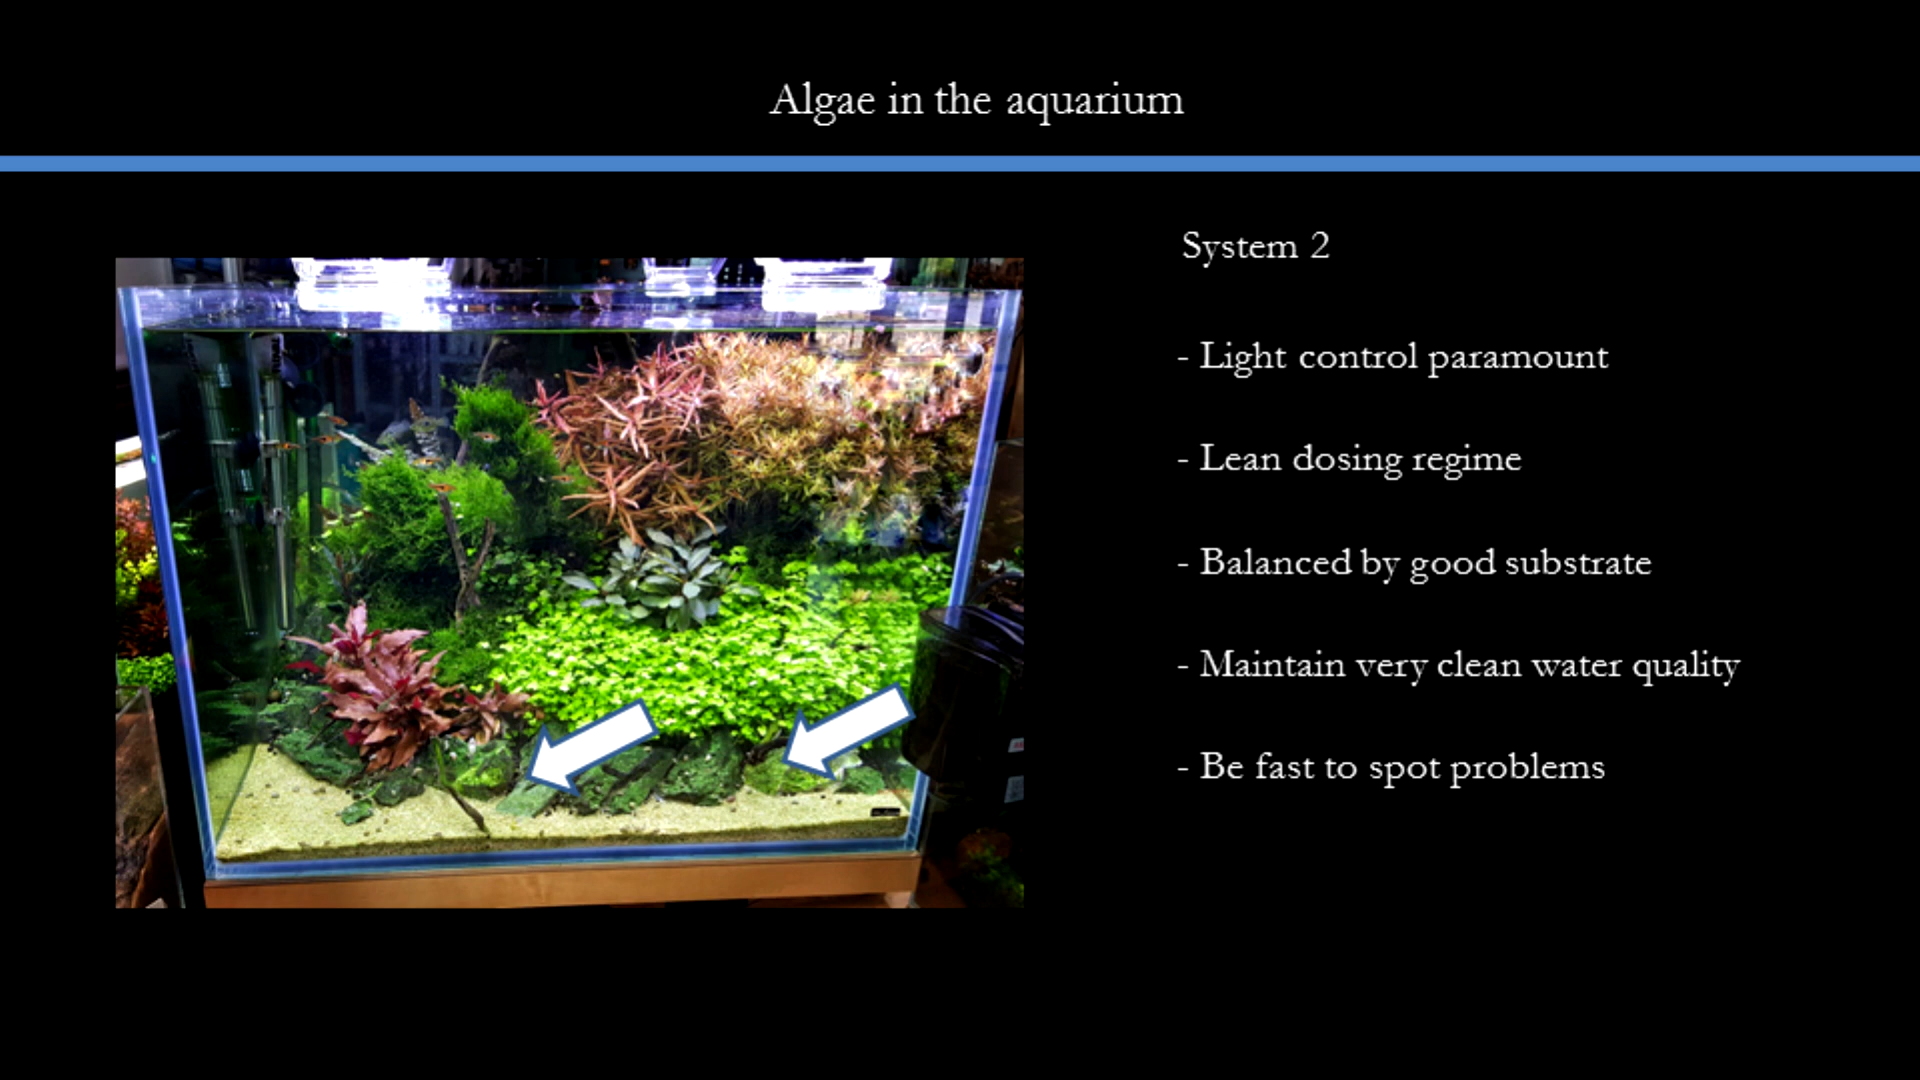 Algae in the aquarium
System 2
- Light control paramount
- Lean dosing regime
- Balanced by good substrate
- Maintain very clean water quality
- Be fast to spot problems